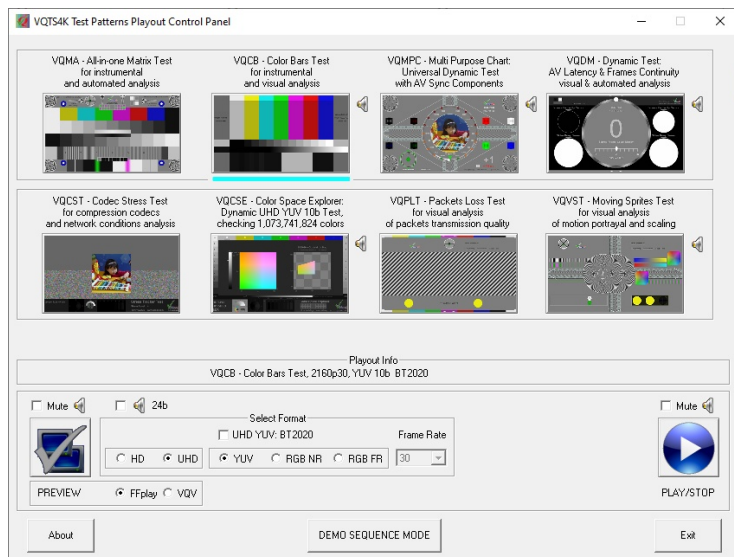 VQTS4K Test Patterns Playout Control Panel
VQMA - All-in-one Matrix Test
for instrumental
and automated analysis
VQCB - Color Bars Test
for instrumental
and visual analysis
VQMPC - Multi Purpose Chart:
Universal Dynamic Test
with AV Sync Components
VQDM - Dynamic Test:
AV Latency & Frames Continuity
visual & automated analysis
0
VQCST - Codec Stress Test
for compression codecs
and network conditions analysis
VQCSE - Color Space Explorer:
Dynamic UHD YUV 10b Test,
checking 1,073,741,824 colors
VQPLT - Packets Loss Test
for visual analysis
of packets transmission quality
VQVST - Moving Sprites Test
for visual analysis
of motion portrayal and scaling
Playout Info
VQCB - Color Bars Test, 2160p30, YUV 10b BT2020
Mute
24b
Mute
Select Format
UHD YUV: BT2020
Frame Rate
HD
UHD
YUV
RGB NR
RGB FR
30
PREVIEW
FFplay
VQV
PLAY/STOP
About
DEMO SEQUENCE MODE
Exit